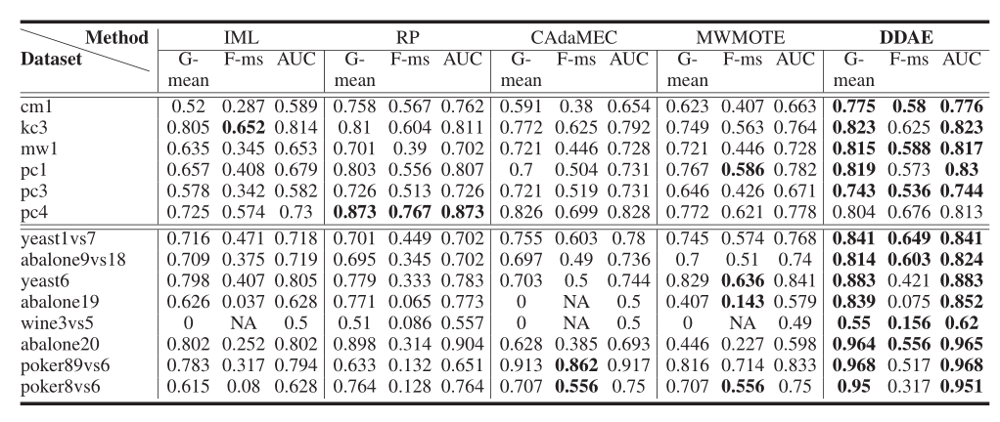 Method IML RP CAdaMEC MWMOTE DDAE
Dataset G-mean F-ms AUC G-mean F-ms AUC G-mean F-ms AUC G-mean F-ms AUC G-mean F-ms AUC
cm1 0.52 0.287 0.589 0.758 0.567 0.762 0.591 0.38 0.654 0.623 0.407 0.663 0.775 0.58 0.776
kc3 0.805 0.652 0.814 0.81 0.604 0.811 0.772 0.625 0.792 0.749 0.563 0.764 0.823 0.625 0.823
mw1 0.635 0.345 0.653 0.701 0.39 0.702 0.721 0.446 0.728 0.721 0.446 0.728 0.815 0.588 0.817
pc1 0.657 0.408 0.679 0.803 0.556 0.807 0.7 0.504 0.731 0.767 0.586 0.782 0.819 0.573 0.83
pc3 0.578 0.342 0.582 0.726 0.513 0.726 0.721 0.519 0.731 0.646 0.426 0.671 0.743 0.536 0.744
pc4 0.725 0.574 0.73 0.873 0.767 0.873 0.826 0.699 0.828 0.772 0.621 0.778 0.804 0.676 0.813
yeast1vs7 0.716 0.471 0.718 0.701 0.449 0.702 0.755 0.603 0.78 0.745 0.574 0.768 0.841 0.649 0.841
abalone9vs18 0.709 0.375 0.719 0.695 0.345 0.702 0.697 0.49 0.736 0.7 0.51 0.74 0.814 0.603 0.824
yeast6 0.798 0.407 0.805 0.779 0.333 0.783 0.703 0.5 0.744 0.829 0.636 0.841 0.883 0.421 0.883
abalone19 0.626 0.037 0.628 0.771 0.065 0.773 0 NA 0.5 0.407 0.143 0.579 0.839 0.075 0.852
wine3vs5 0 NA 0.5 0.51 0.086 0.557 0 NA 0.5 0 NA 0.49 0.55 0.156 0.62
abalone20 0.802 0.252 0.802 0.898 0.314 0.904 0.628 0.385 0.693 0.446 0.227 0.598 0.964 0.556 0.965
poker89vs6 0.783 0.317 0.794 0.633 0.132 0.651 0.913 0.862 0.917 0.816 0.714 0.833 0.968 0.517 0.968
poker8vs6 0.615 0.08 0.628 0.764 0.128 0.764 0.707 0.556 0.75 0.707 0.556 0.75 0.95 0.317 0.951